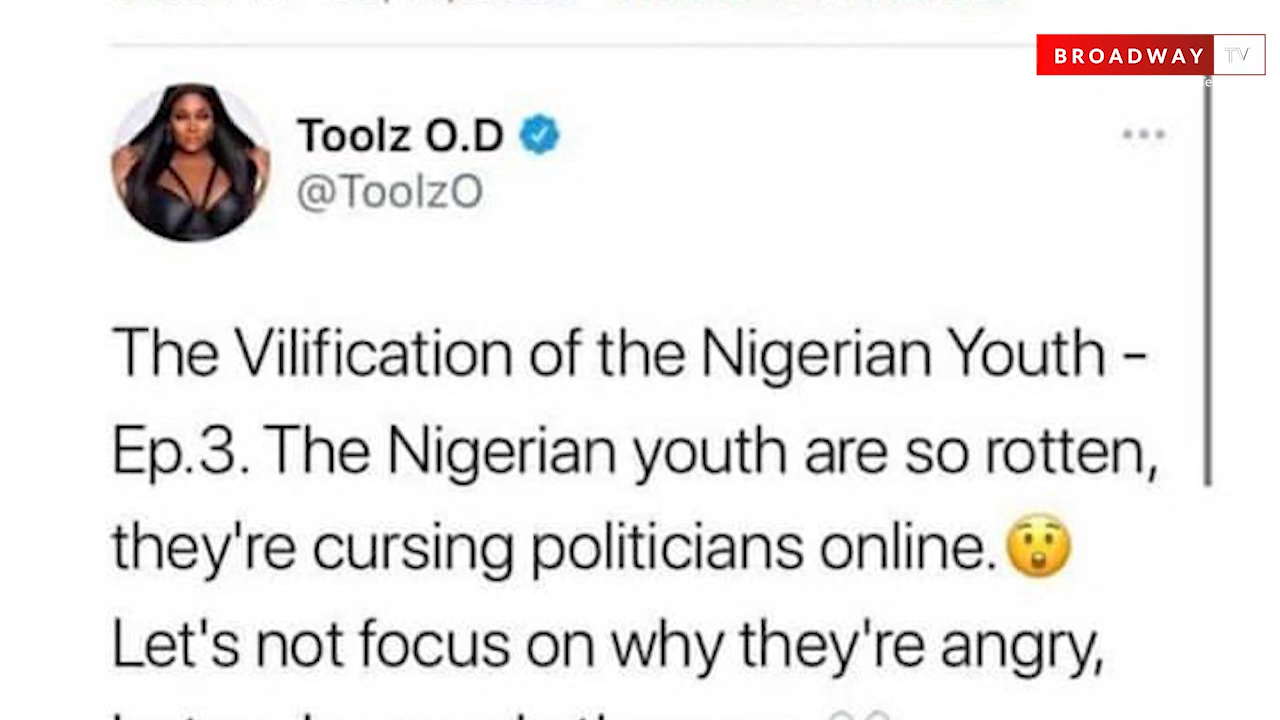 BROADWAY TV
Toolz O.D
@ToolzO
The Vilification of the Nigerian Youth -
Ep.3. The Nigerian youth are so rotten,
they're cursing politicians online.😲
Let's not focus on why they're angry,